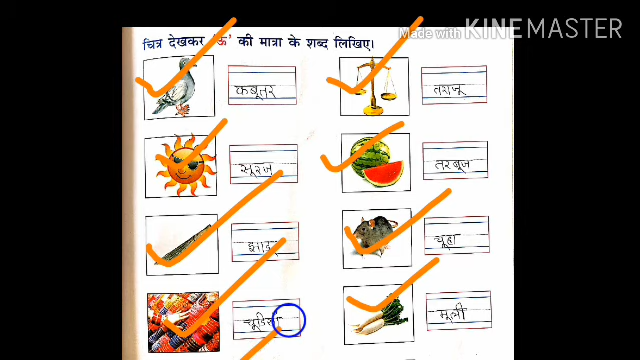 Made with KINEMASTER
चित्र देखकर 'ऊ' की मात्रा के शब्द लिखिए।
कबूतर
तराजू
सूरज
तरबूज
झाडू
चूहा
मूली